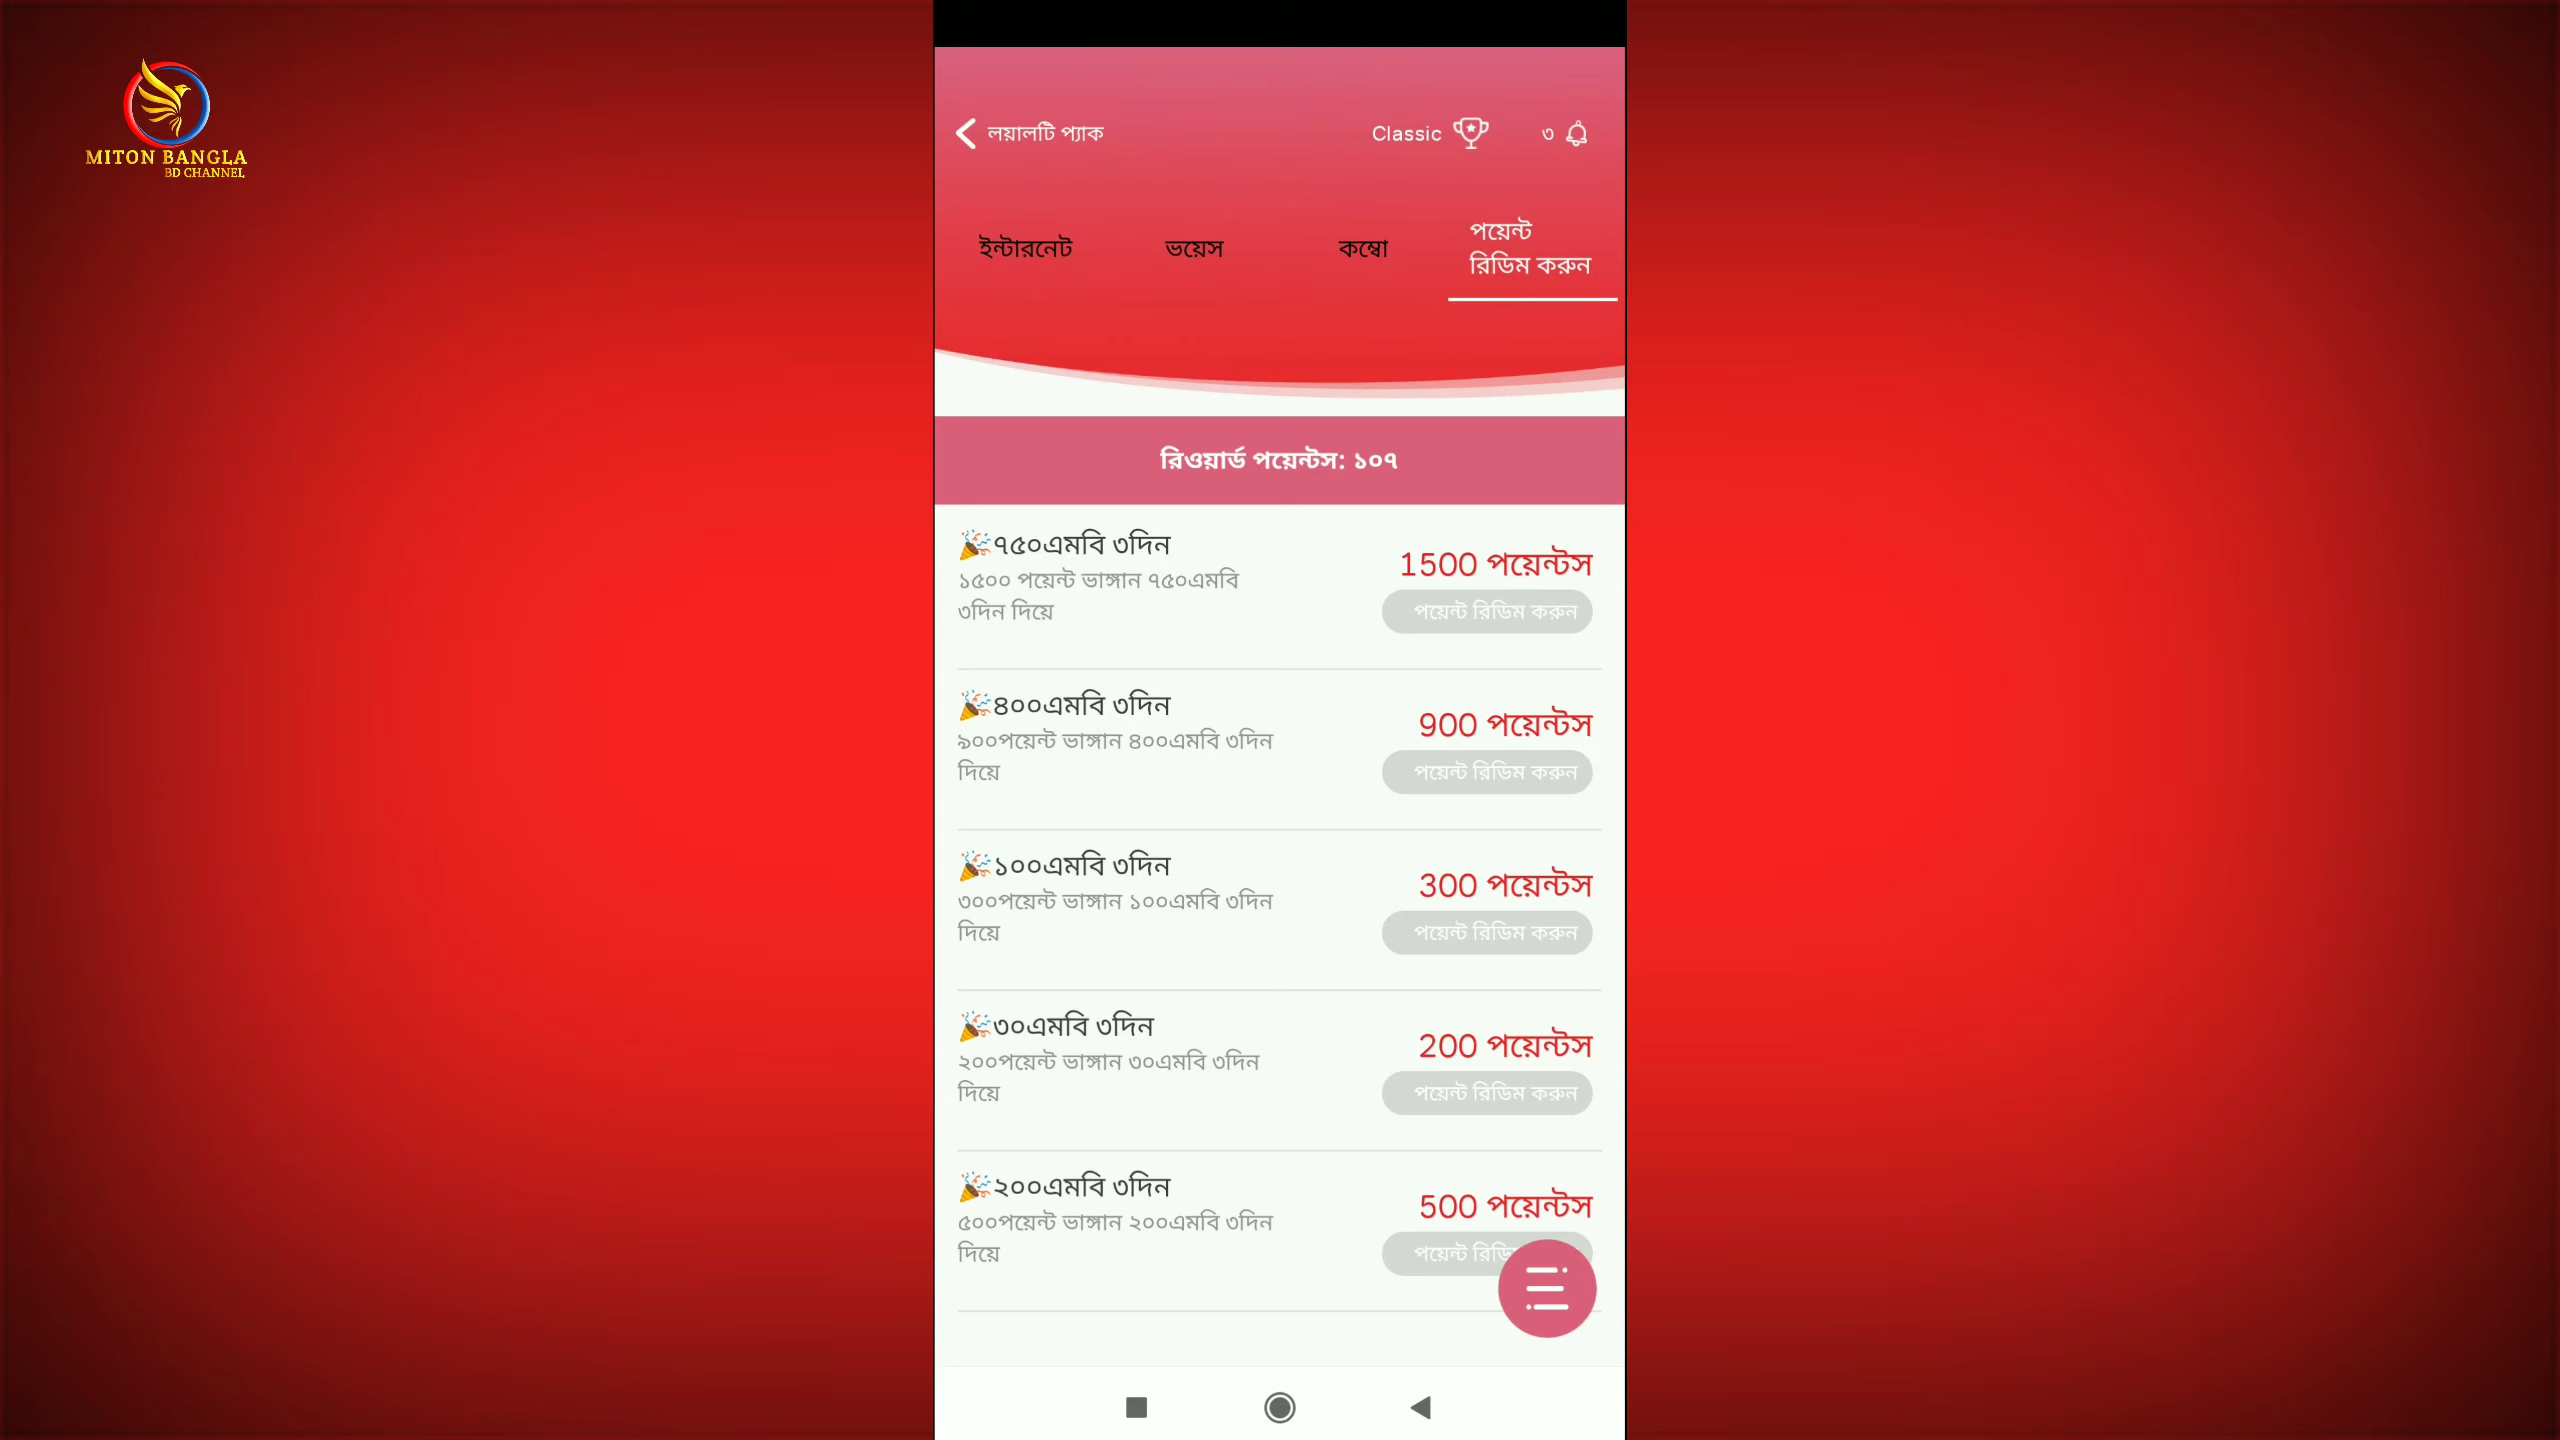 MITON BANGLA
BD CHANNEL
লয়ালটি প্যাক
Classic
৩
ইন্টারনেট
ভয়েস
কম্বো
পয়েন্ট
রিডিম করুন
রিওয়ার্ড পয়েন্টস: ১০৭
৭৫০এমবি ৩দিন
১৫০০ পয়েন্ট ভাঙ্গান ৭৫০এমবি
৩দিন দিয়ে
1500 পয়েন্টস
পয়েন্ট রিডিম করুন
৪০০এমবি ৩দিন
৯০০পয়েন্ট ভাঙ্গান ৪০০এমবি ৩দিন
দিয়ে
900 পয়েন্টস
পয়েন্ট রিডিম করুন
১০০এমবি ৩দিন
৩০০পয়েন্ট ভাঙ্গান ১০০এমবি ৩দিন
দিয়ে
300 পয়েন্টস
পয়েন্ট রিডিম করুন
৩০এমবি ৩দিন
২০০পয়েন্ট ভাঙ্গান ৩০এমবি ৩দিন
দিয়ে
200 পয়েন্টস
পয়েন্ট রিডিম করুন
২০০এমবি ৩দিন
৫০০পয়েন্ট ভাঙ্গান ২০০এমবি ৩দিন
দিয়ে
500 পয়েন্টস
পয়েন্ট